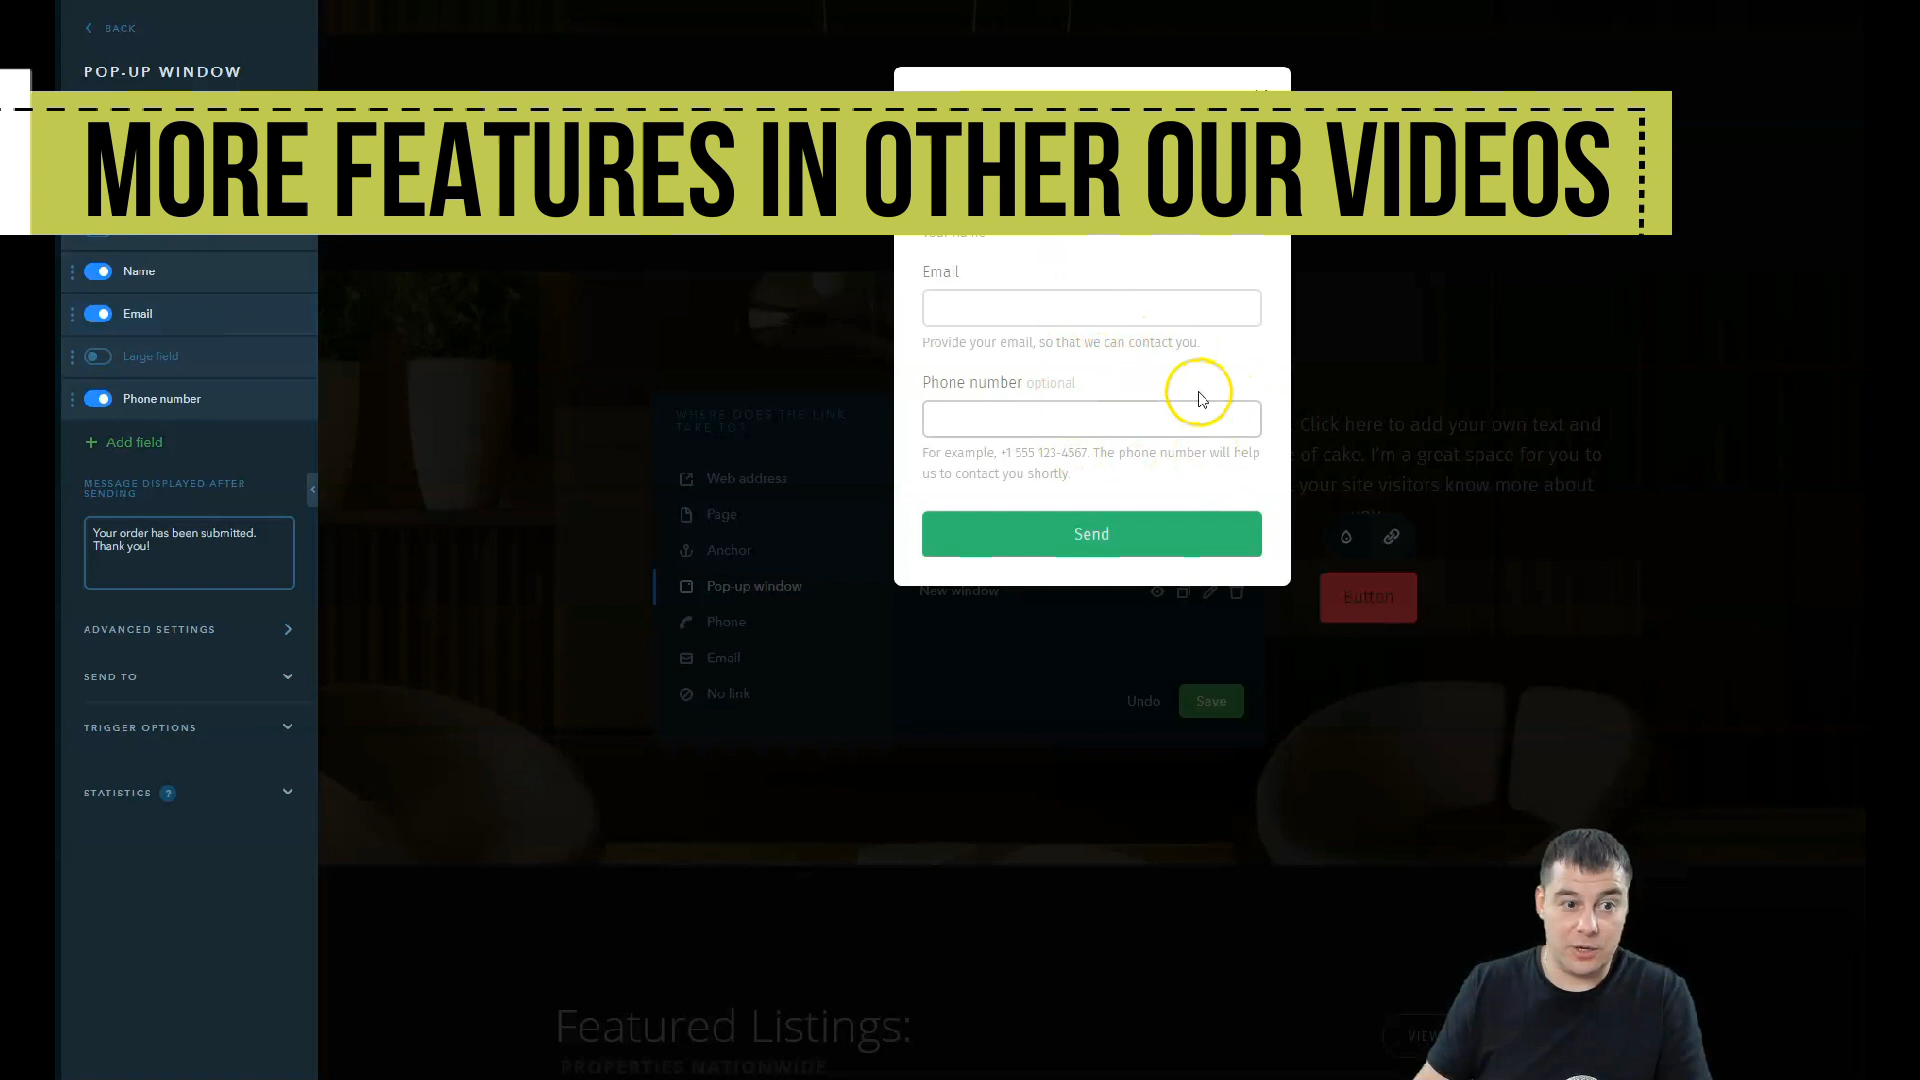 BACK
POP-UP WINDOW
MORE FEATURES IN OTHER OUR VIDEOS
Name
Email
Large field
Phone number
Add field
MESSAGE DISPLAYED AFTER
SENDING
Your order has been submitted.
Thank you!
ADVANCED SETTINGS
SEND TO
TRIGGER OPTIONS
STATISTICS ?
WHERE DOES THE LINK
TAKE TO?
Web address
Page
Anchor
Pop-up window
Phone
Email
No link
Your name
Email
Provide your email, so that we can contact you.
Phone number optional
For example, +1 555 123-4567. The phone number will help
us to contact you shortly.
Send
New window
Undo
Save
Click here to add your own text and
of cake. I'm a great space for you to
your site visitors know more about
you
Button
Featured Listings:
PROPERTIES NATIONWIDE
VIEW